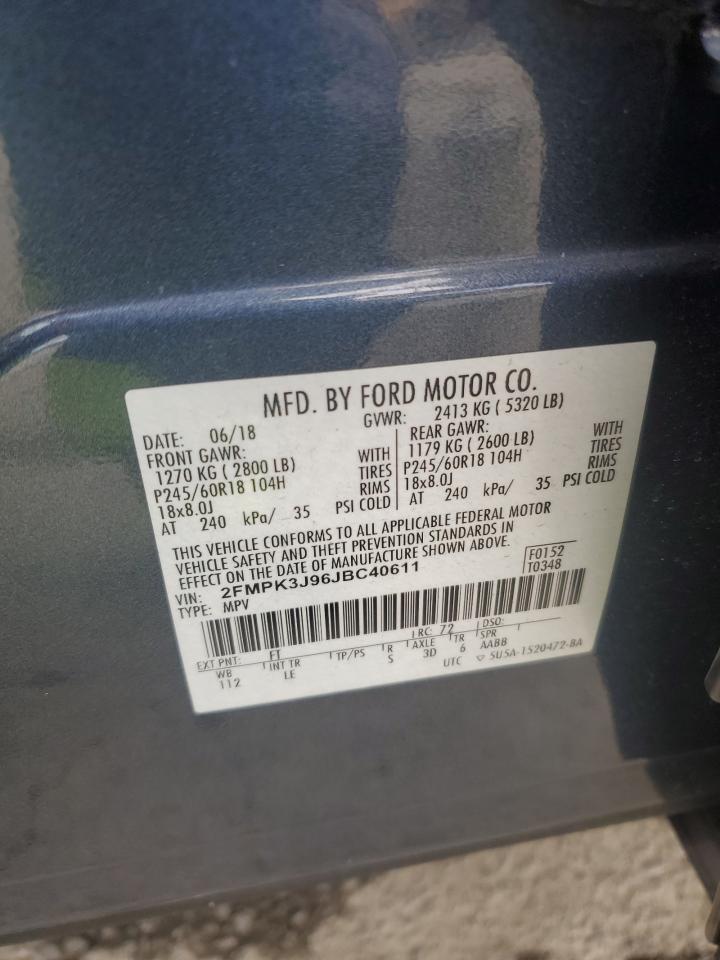 MFD. BY FORD MOTOR CO.
DATE: 06/18 GVWR: 2413 KG ( 5320 LB)
FRONT GAWR: REAR GAWR:
1270 KG ( 2800 LB) WITH 1179 KG ( 2600 LB) WITH
P245/60R18 104H TIRES P245/60R18 104H TIRES
18x8.0J RIMS 18x8.0J RIMS
AT 240 kPa/ 35 PSI COLD AT 240 kPa/ 35 PSI COLD
THIS VEHICLE CONFORMS TO ALL APPLICABLE FEDERAL MOTOR
VEHICLE SAFETY AND THEFT PREVENTION STANDARDS IN
EFFECT ON THE DATE OF MANUFACTURE SHOWN ABOVE.
VIN: 2FMPK3J96JBC40611 F0152
TYPE: MPV T0348
EXT PNT: FT RC: 72 DSO:
WB INT TR TP/PS R AXLE TR SPR
112 LE S 3D 6 AABB
UTC ▽ 5U5A-1520472-BA